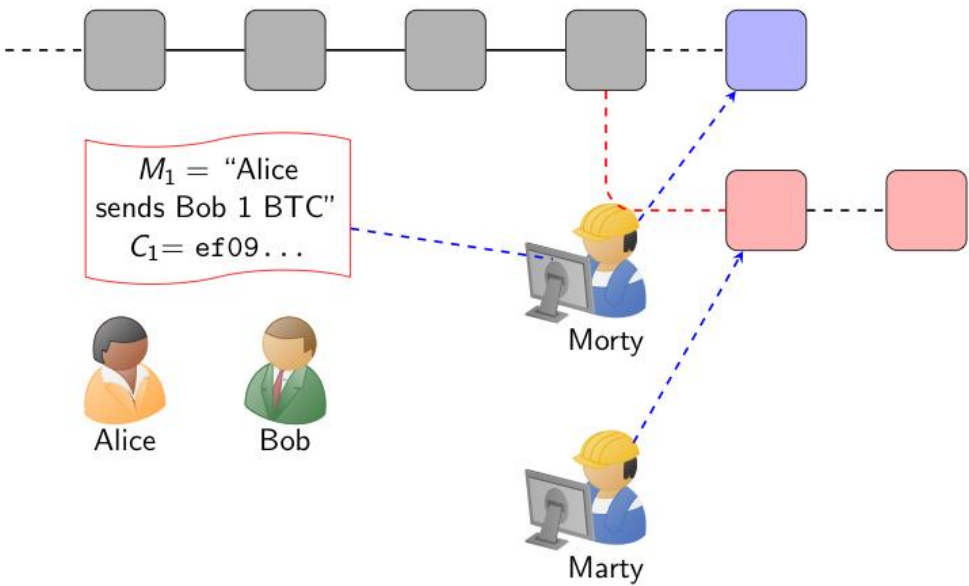 M₁ = “Alice
sends Bob 1 BTC”
C₁= ef09...
Morty
Alice
Bob
Marty